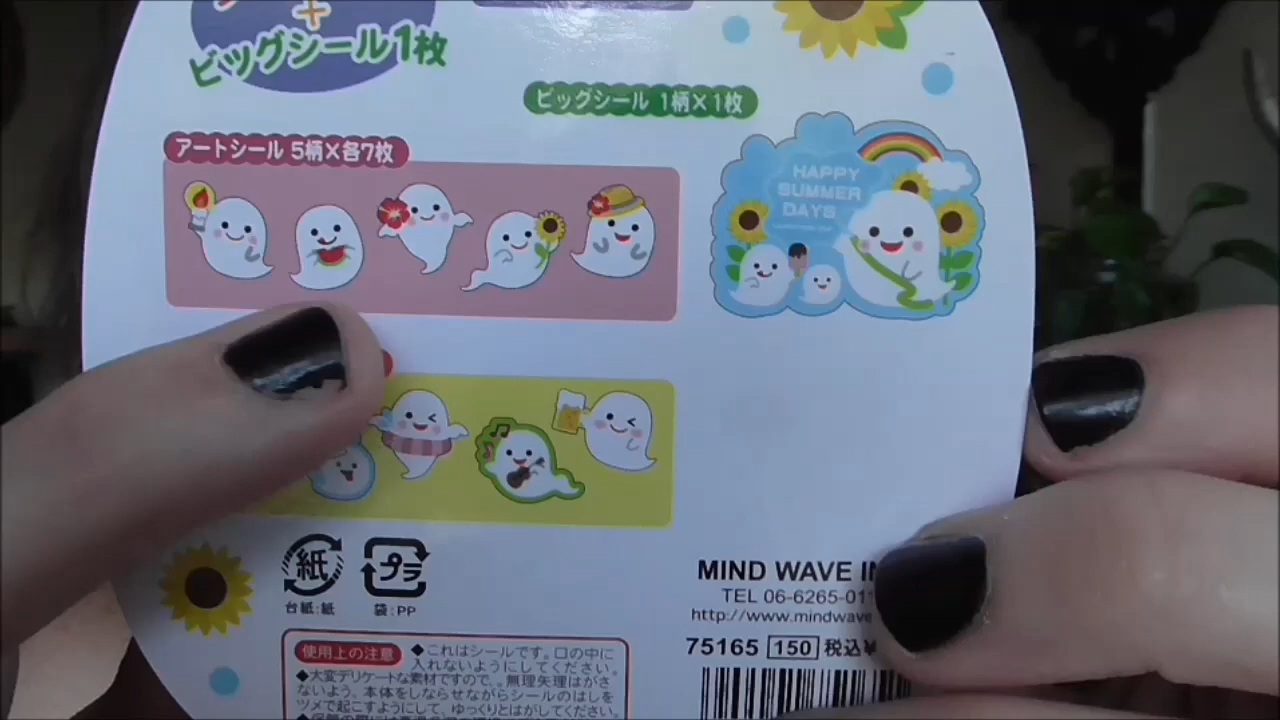 +
ビッグシール1枚
ビッグシール 1柄×1枚
アートシール 5柄×各7枚
HAPPY
SUMMER
DAYS
紙
プラ
台紙:紙
袋:PP
MIND WAVE
TEL 06-6265-01
http://www.mindwave
75165 150 税込¥
使用上の注意
◆これはシールです。口の中に
入れないようにしてください。
◆大変デリケートな素材ですので、無理矢理はがさ
ないよう、本体をしならせながらシールのはしを
ツメで起こすようにして、ゆっくりとはがしてください。